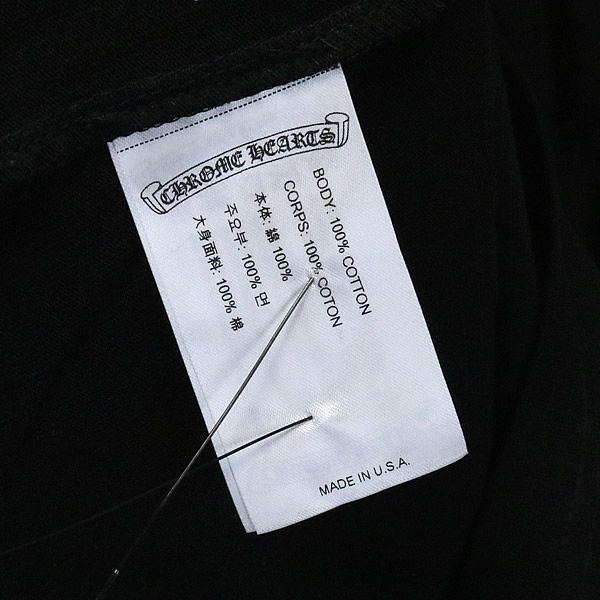 CHROME HEARTS
BODY: 100% COTTON
CORPS: 100% COTON
本体: 綿 100%
주요부: 100% 면
大身面料: 100% 棉
MADE IN U.S.A.